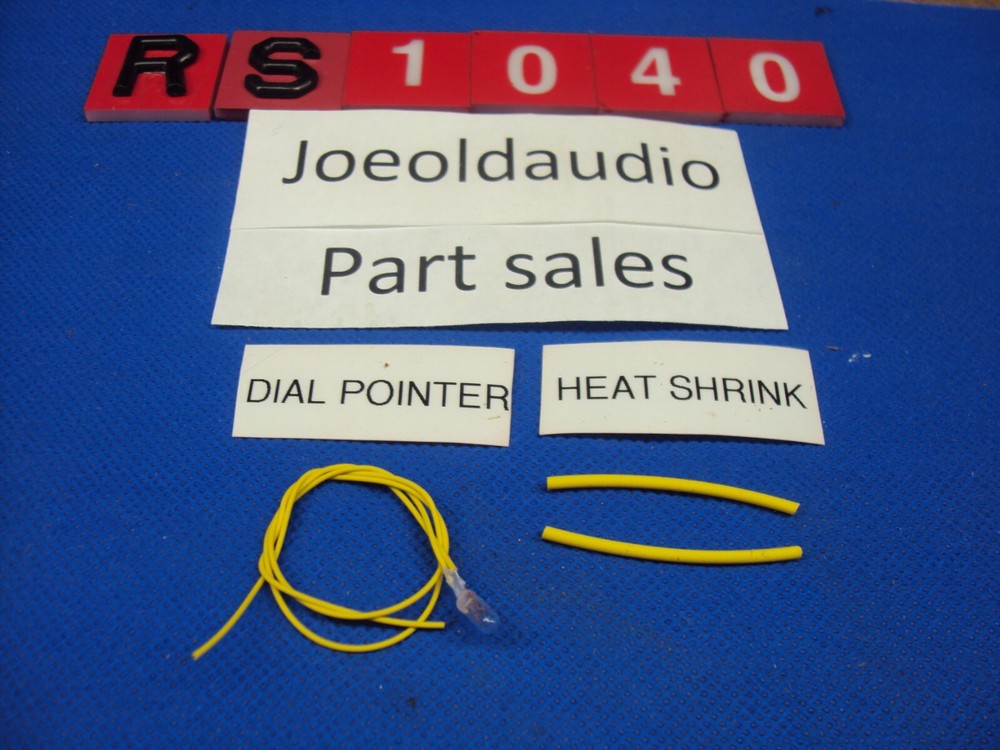 RS1040
Joeoldaudio
Part sales
DIAL POINTER
HEAT SHRINK